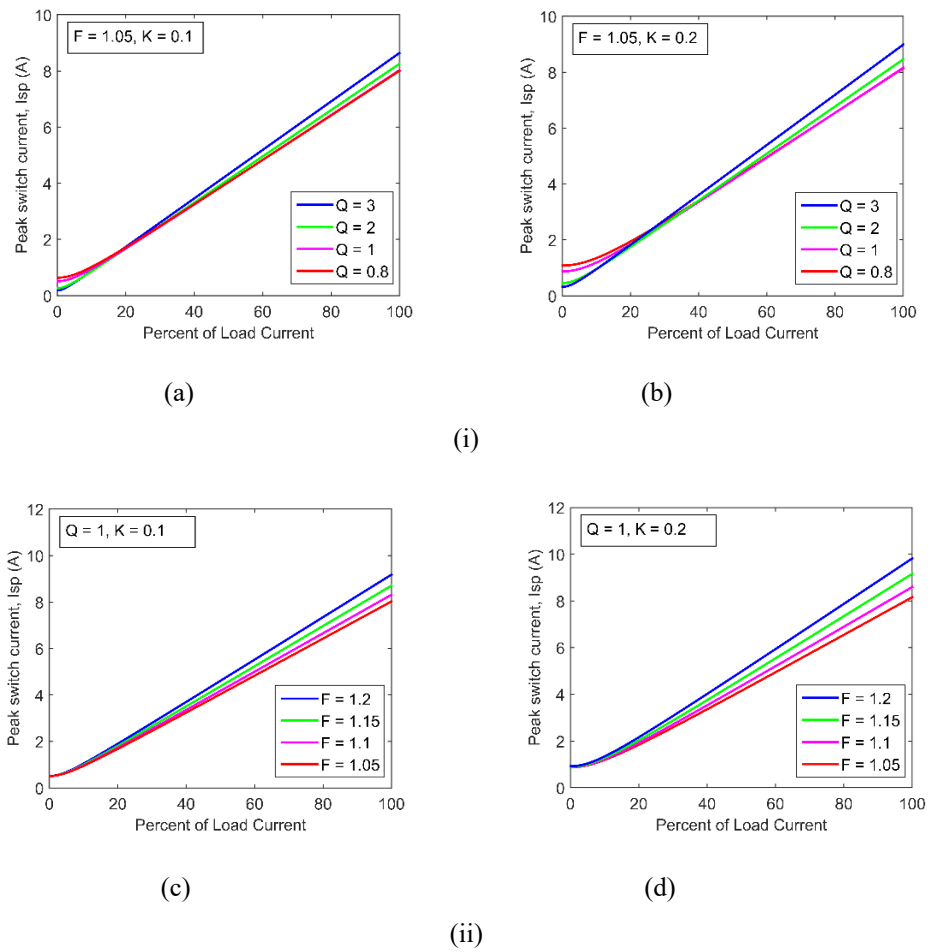 F = 1.05, K = 0.1
Peak switch current, Isp (A)
10
8
6
4
2
0
Q = 3
Q = 2
Q = 1
Q = 0.8
0 20 40 60 80 100
Percent of Load Current
(a)
F = 1.05, K = 0.2
Peak switch current, Isp (A)
10
8
6
4
2
0
Q = 3
Q = 2
Q = 1
Q = 0.8
0 20 40 60 80 100
Percent of Load Current
(b)
(i)
Q = 1, K = 0.1
Peak switch current, Isp (A)
12
10
8
6
4
2
0
F = 1.2
F = 1.15
F = 1.1
F = 1.05
0 20 40 60 80 100
Percent of Load Current
(c)
Q = 1, K = 0.2
Peak switch current, Isp (A)
12
10
8
6
4
2
0
F = 1.2
F = 1.15
F = 1.1
F = 1.05
0 20 40 60 80 100
Percent of Load Current
(d)
(ii)